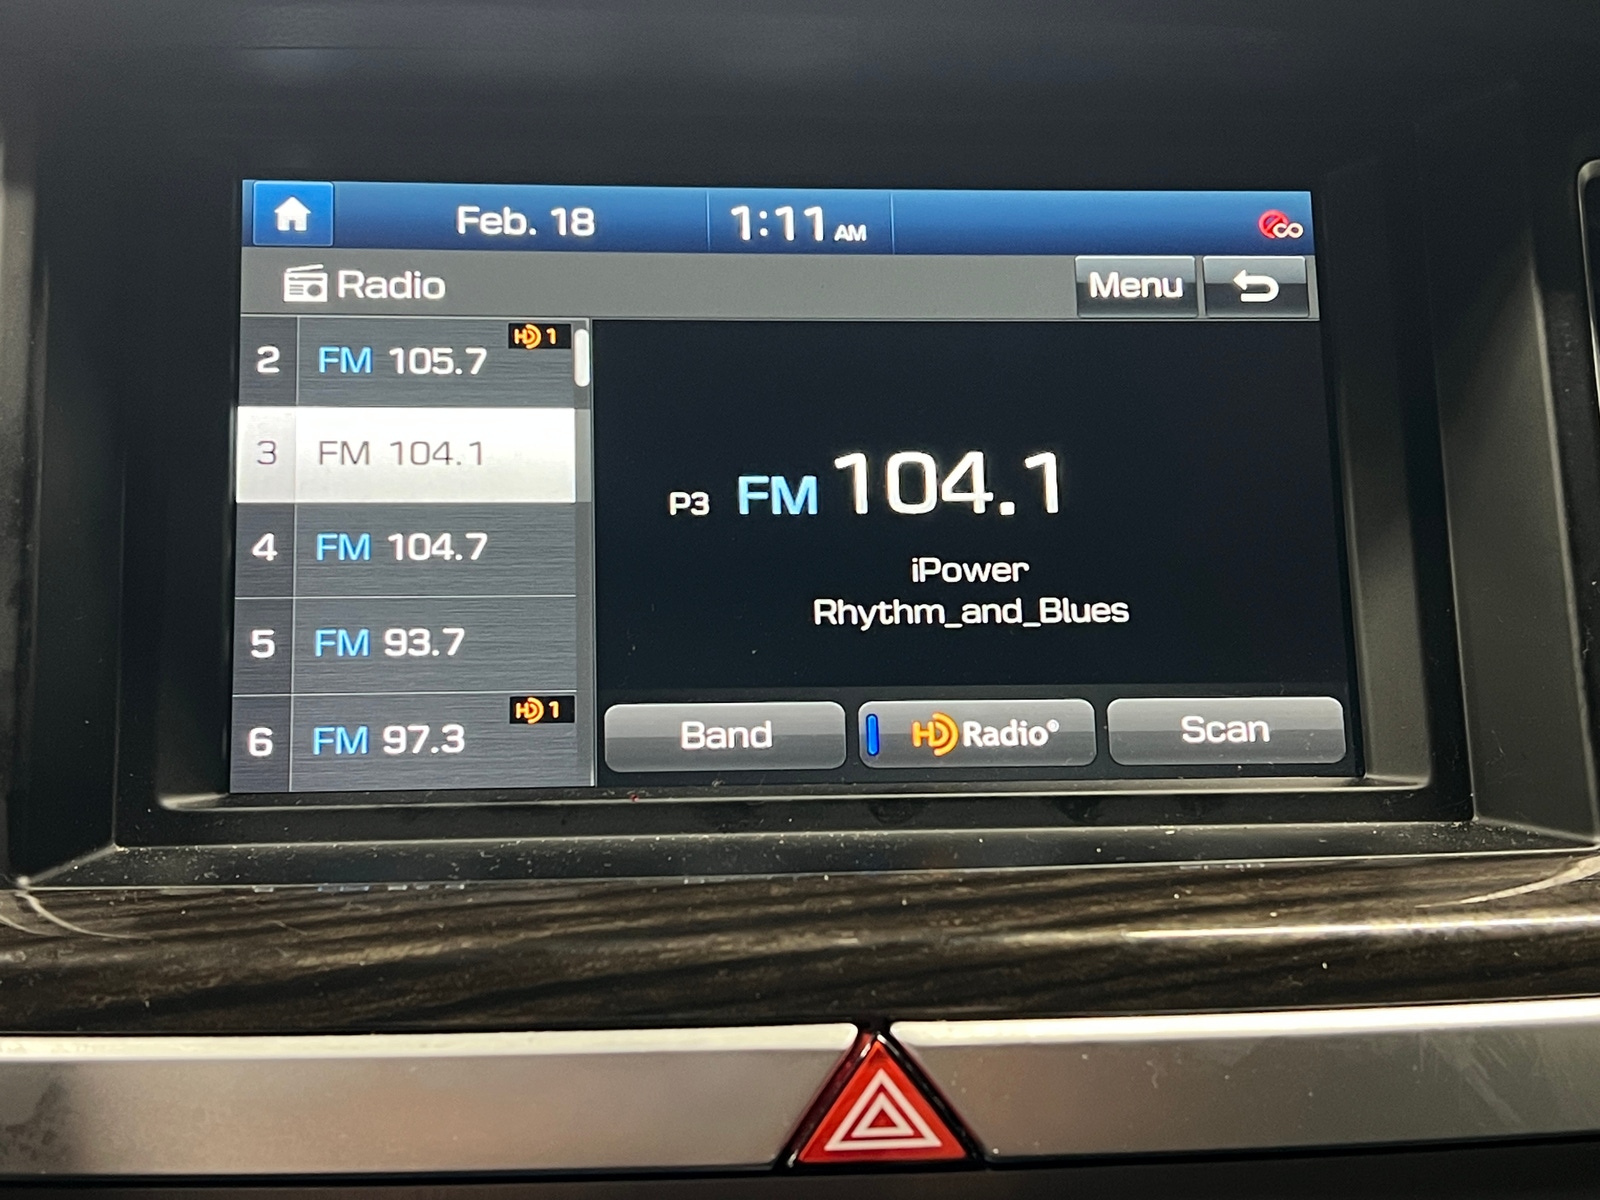 Feb. 18 1:11 AM
Radio Menu
2 FM 105.7 HD 1
3 FM 104.1
4 FM 104.7
5 FM 93.7
6 FM 97.3 HD 1
P3 FM 104.1
iPower
Rhythm_and_Blues
Band HD Radio® Scan